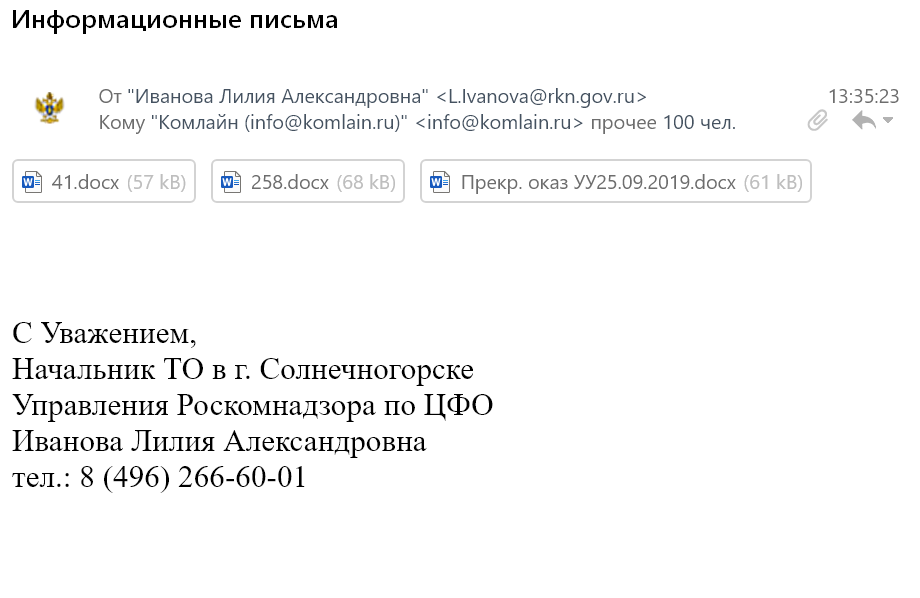 Информационные письма
От "Иванова Лилия Александровна" <L.Ivanova@rkn.gov.ru>
13:35:23
Кому "Комлайн (info@komlain.ru)" <info@komlain.ru> прочее 100 чел.
41.docx (57 kB)
258.docx (68 kB)
Прекр. оказ УУ25.09.2019.docx (61 kB)
С Уважением,
Начальник ТО в г. Солнечногорске
Управления Роскомнадзора по ЦФО
Иванова Лилия Александровна
тел.: 8 (496) 266-60-01